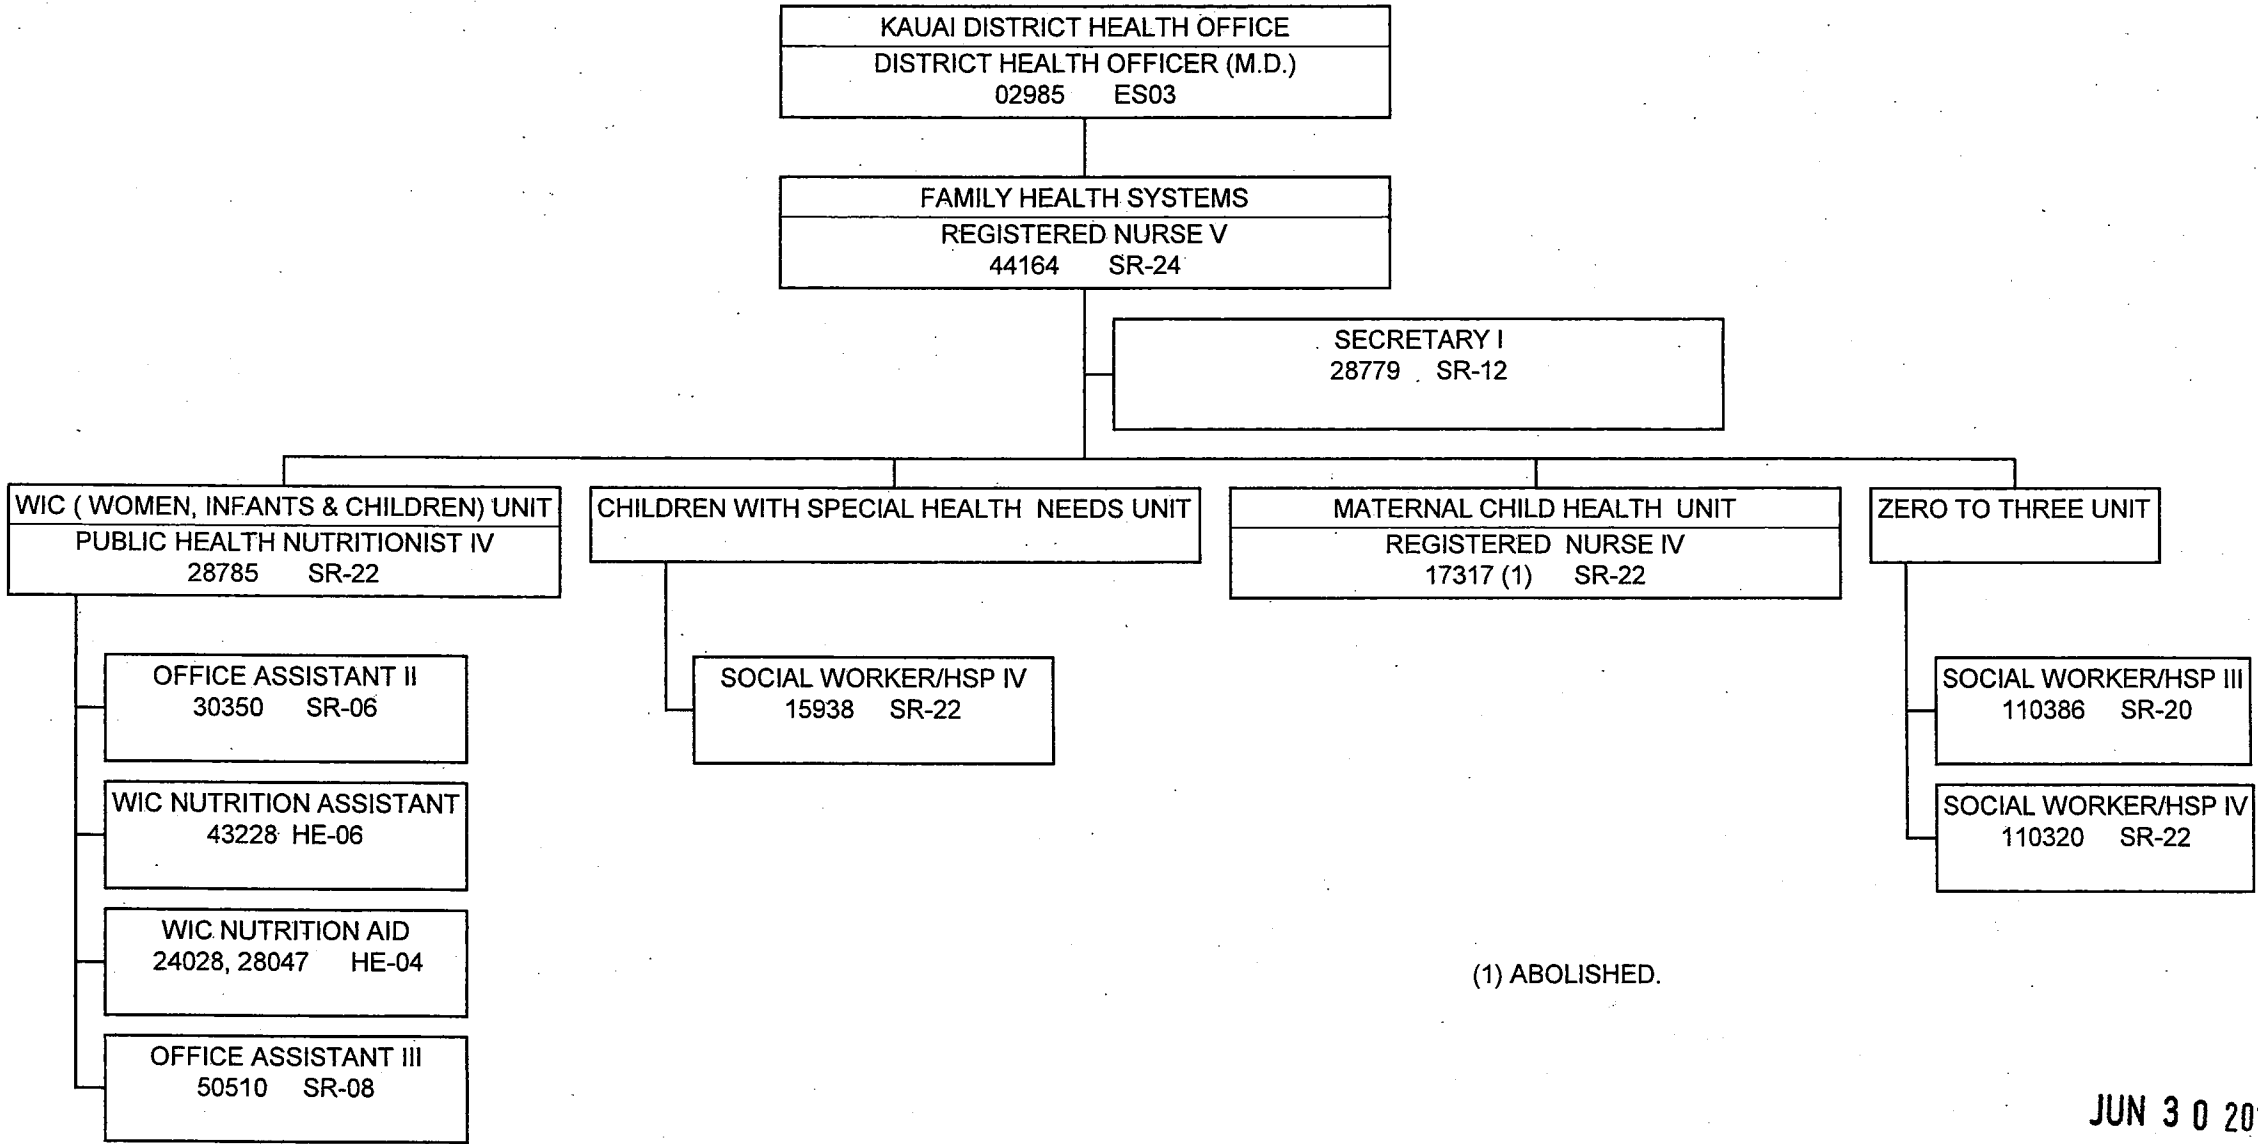 KAUAI DISTRICT HEALTH OFFICE
DISTRICT HEALTH OFFICER (M.D.)
02985 ES03
FAMILY HEALTH SYSTEMS
REGISTERED NURSE V
44164 SR-24
SECRETARY I
28779 SR-12
WIC ( WOMEN, INFANTS & CHILDREN) UNIT
PUBLIC HEALTH NUTRITIONIST IV
28785 SR-22
OFFICE ASSISTANT II
30350 SR-06
WIC NUTRITION ASSISTANT
43228 HE-06
WIC NUTRITION AID
24028, 28047 HE-04
OFFICE ASSISTANT III
50510 SR-08
CHILDREN WITH SPECIAL HEALTH NEEDS UNIT
SOCIAL WORKER/HSP IV
15938 SR-22
MATERNAL CHILD HEALTH UNIT
REGISTERED NURSE IV
17317 (1) SR-22
ZERO TO THREE UNIT
SOCIAL WORKER/HSP III
110386 SR-20
SOCIAL WORKER/HSP IV
110320 SR-22
(1) ABOLISHED.
JUN 3 0